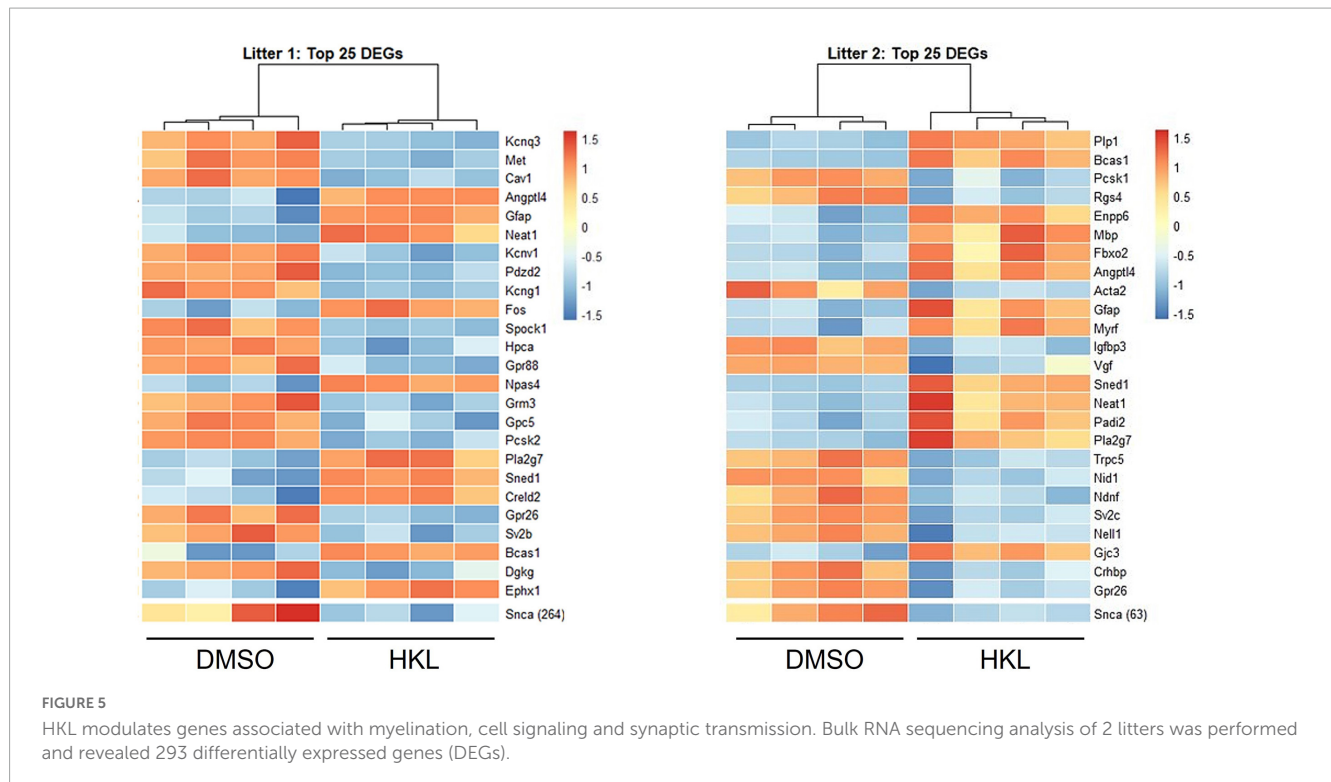 Litter 1: Top 25 DEGs
Kcnq3
Met
Cav1
Angptl4
Gfap
Neat1
Kcnv1
Pdzd2
Kcng1
Fos
Spock1
Hpca
Gpr88
Npas4
Grm3
Gpc5
Pcsk2
Pla2g7
Sned1
Creld2
Gpr26
Sv2b
Bcas1
Dgkg
Ephx1
Snca (264)
1.5
1
0.5
0
-0.5
-1
-1.5
DMSO
HKL
Litter 2: Top 25 DEGs
Plp1
Bcas1
Pcsk1
Rgs4
Enpp6
Mbp
Fbxo2
Angptl4
Acta2
Gfap
Myrf
Igfbp3
Vgf
Sned1
Neat1
Padi2
Pla2g7
Trpc5
Nid1
Ndnf
Sv2c
Nell1
Gjc3
Crhbp
Gpr26
Snca (63)
1.5
1
0.5
0
-0.5
-1
-1.5
DMSO
HKL
FIGURE 5
HKL modulates genes associated with myelination, cell signaling and synaptic transmission. Bulk RNA sequencing analysis of 2 litters was performed
and revealed 293 differentially expressed genes (DEGs).